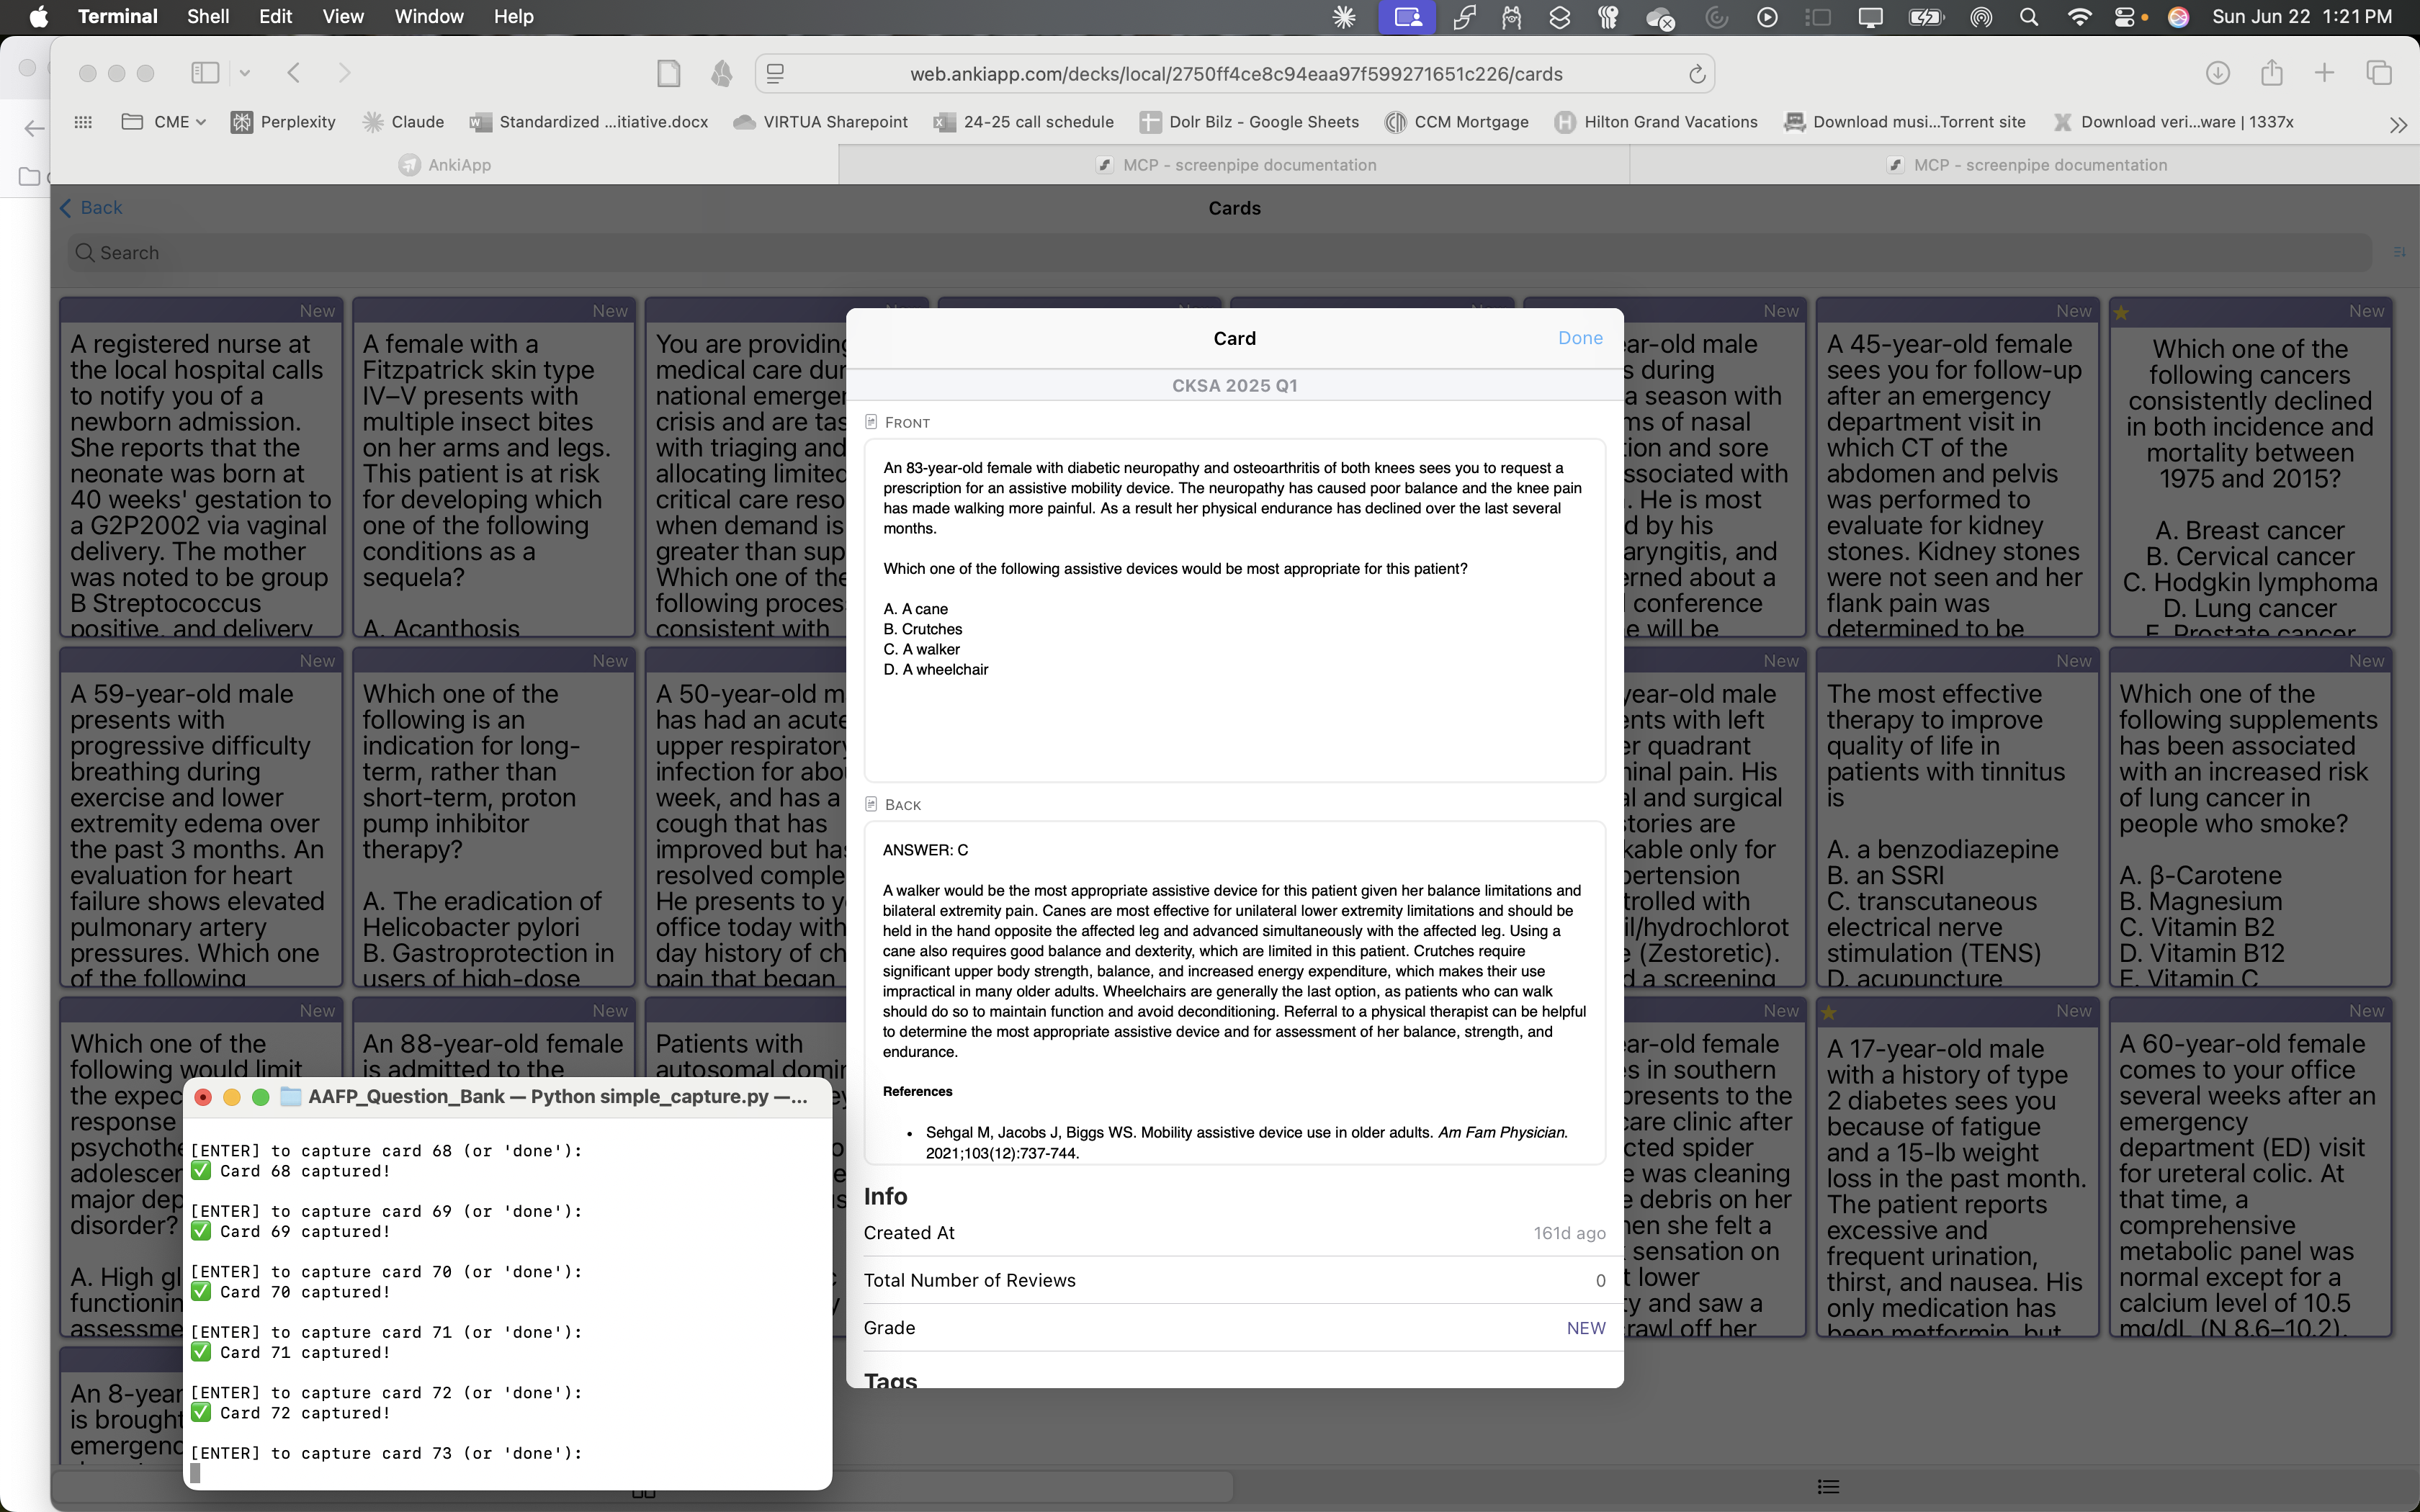 Terminal Shell Edit View Window Help Sun Jun 22 1:21 PM
web.ankiapp.com/decks/local/2750ff4ce8c94eaa97f599271651c226/cards
CME Perplexity Claude Standardized ...itiative.docx VIRTUA Sharepoint 24-25 call schedule Dolr Bilz - Google Sheets CCM Mortgage Hilton Grand Vacations Download musi...Torrent site Download veri...ware | 1337x
AnkiApp MCP - screenpipe documentation MCP - screenpipe documentation
Back Cards
Search
New
A registered nurse at
the local hospital calls
to notify you of a
newborn admission.
She reports that the
neonate was born at
40 weeks' gestation to
a G2P2002 via vaginal
delivery. The mother
was noted to be group
B Streptococcus
positive, and delivery
New
A female with a
Fitzpatrick skin type
IV–V presents with
multiple insect bites
on her arms and legs.
This patient is at risk
for developing which
one of the following
conditions as a
sequela?
A. Acanthosis
You are providing
medical care dur
national emerger
crisis and are tas
with triaging and
allocating limited
critical care reso
when demand is
greater than sup
Which one of the
following proces
consistent with
New
ar-old male
s during
a season with
ms of nasal
ion and sore
ssociated with
. He is most
d by his
aryngitis, and
erned about a
conference
e will be
New
A 45-year-old female
sees you for follow-up
after an emergency
department visit in
which CT of the
abdomen and pelvis
was performed to
evaluate for kidney
stones. Kidney stones
were not seen and her
flank pain was
determined to be
New
Which one of the
following cancers
consistently declined
in both incidence and
mortality between
1975 and 2015?
A. Breast cancer
B. Cervical cancer
C. Hodgkin lymphoma
D. Lung cancer
E. Prostate cancer
New
A 59-year-old male
presents with
progressive difficulty
breathing during
exercise and lower
extremity edema over
the past 3 months. An
evaluation for heart
failure shows elevated
pulmonary artery
pressures. Which one
of the following
New
Which one of the
following is an
indication for long-
term, rather than
short-term, proton
pump inhibitor
therapy?
A. The eradication of
Helicobacter pylori
B. Gastroprotection in
users of high-dose
A 50-year-old m
has had an acute
upper respiratory
infection for abo
week, and has a
cough that has
improved but has
resolved comple
He presents to y
office today with
day history of ch
pain that began
New
year-old male
ents with left
er quadrant
ninal pain. His
al and surgical
stories are
kable only for
pertension
trolled with
il/hydrochlorot
e (Zestoretic).
d a screening
New
The most effective
therapy to improve
quality of life in
patients with tinnitus
is
A. a benzodiazepine
B. an SSRI
C. transcutaneous
electrical nerve
stimulation (TENS)
D. acupuncture
New
Which one of the
following supplements
has been associated
with an increased risk
of lung cancer in
people who smoke?
A. β-Carotene
B. Magnesium
C. Vitamin B2
D. Vitamin B12
E. Vitamin C
New
Which one of the
following would limit
the expec
response
psychothe
adolescen
major dep
disorder?
A. High gl
functionin
assessme
New
An 88-year-old female
is admitted to the
Patients with
autosomal domi
New
ar-old female
es in southern
presents to the
care clinic after
cted spider
e was cleaning
e debris on her
hen she felt a
sensation on
t lower
ty and saw a
rawl off her
New
A 17-year-old male
with a history of type
2 diabetes sees you
because of fatigue
and a 15-lb weight
loss in the past month.
The patient reports
excessive and
frequent urination,
thirst, and nausea. His
only medication has
been metformin, but
New
A 60-year-old female
comes to your office
several weeks after an
emergency
department (ED) visit
for ureteral colic. At
that time, a
comprehensive
metabolic panel was
normal except for a
calcium level of 10.5
mg/dL (N 8.6–10.2).
An 8-year
is brought
emergenc
Card Done
CKSA 2025 Q1
FRONT
An 83-year-old female with diabetic neuropathy and osteoarthritis of both knees sees you to request a
prescription for an assistive mobility device. The neuropathy has caused poor balance and the knee pain
has made walking more painful. As a result her physical endurance has declined over the last several
months.
Which one of the following assistive devices would be most appropriate for this patient?
A. A cane
B. Crutches
C. A walker
D. A wheelchair
BACK
ANSWER: C
A walker would be the most appropriate assistive device for this patient given her balance limitations and
bilateral extremity pain. Canes are most effective for unilateral lower extremity limitations and should be
held in the hand opposite the affected leg and advanced simultaneously with the affected leg. Using a
cane also requires good balance and dexterity, which are limited in this patient. Crutches require
significant upper body strength, balance, and increased energy expenditure, which makes their use
impractical in many older adults. Wheelchairs are generally the last option, as patients who can walk
should do so to maintain function and avoid deconditioning. Referral to a physical therapist can be helpful
to determine the most appropriate assistive device and for assessment of her balance, strength, and
endurance.
References
• Sehgal M, Jacobs J, Biggs WS. Mobility assistive device use in older adults. Am Fam Physician.
2021;103(12):737-744.
Info
Created At 161d ago
Total Number of Reviews 0
Grade NEW
Tags
AAFP_Question_Bank — Python simple_capture.py —...
[ENTER] to capture card 68 (or 'done'):
✅ Card 68 captured!
[ENTER] to capture card 69 (or 'done'):
✅ Card 69 captured!
[ENTER] to capture card 70 (or 'done'):
✅ Card 70 captured!
[ENTER] to capture card 71 (or 'done'):
✅ Card 71 captured!
[ENTER] to capture card 72 (or 'done'):
✅ Card 72 captured!
[ENTER] to capture card 73 (or 'done'):